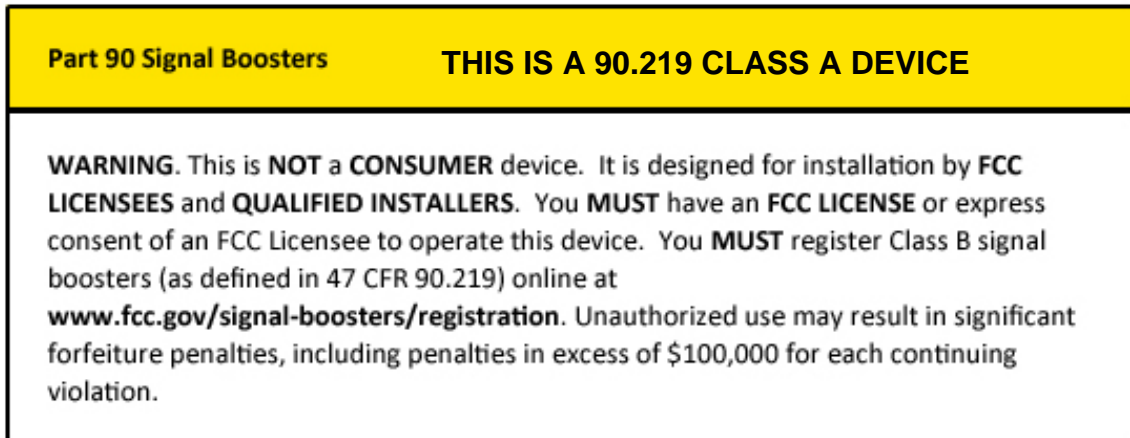 Part 90 Signal Boosters THIS IS A 90.219 CLASS A DEVICE
WARNING. This is NOT a CONSUMER device. It is designed for installation by FCC
LICENSEES and QUALIFIED INSTALLERS. You MUST have an FCC LICENSE or express
consent of an FCC Licensee to operate this device. You MUST register Class B signal
boosters (as defined in 47 CFR 90.219) online at
www.fcc.gov/signal-boosters/registration. Unauthorized use may result in significant
forfeiture penalties, including penalties in excess of $100,000 for each continuing
violation.